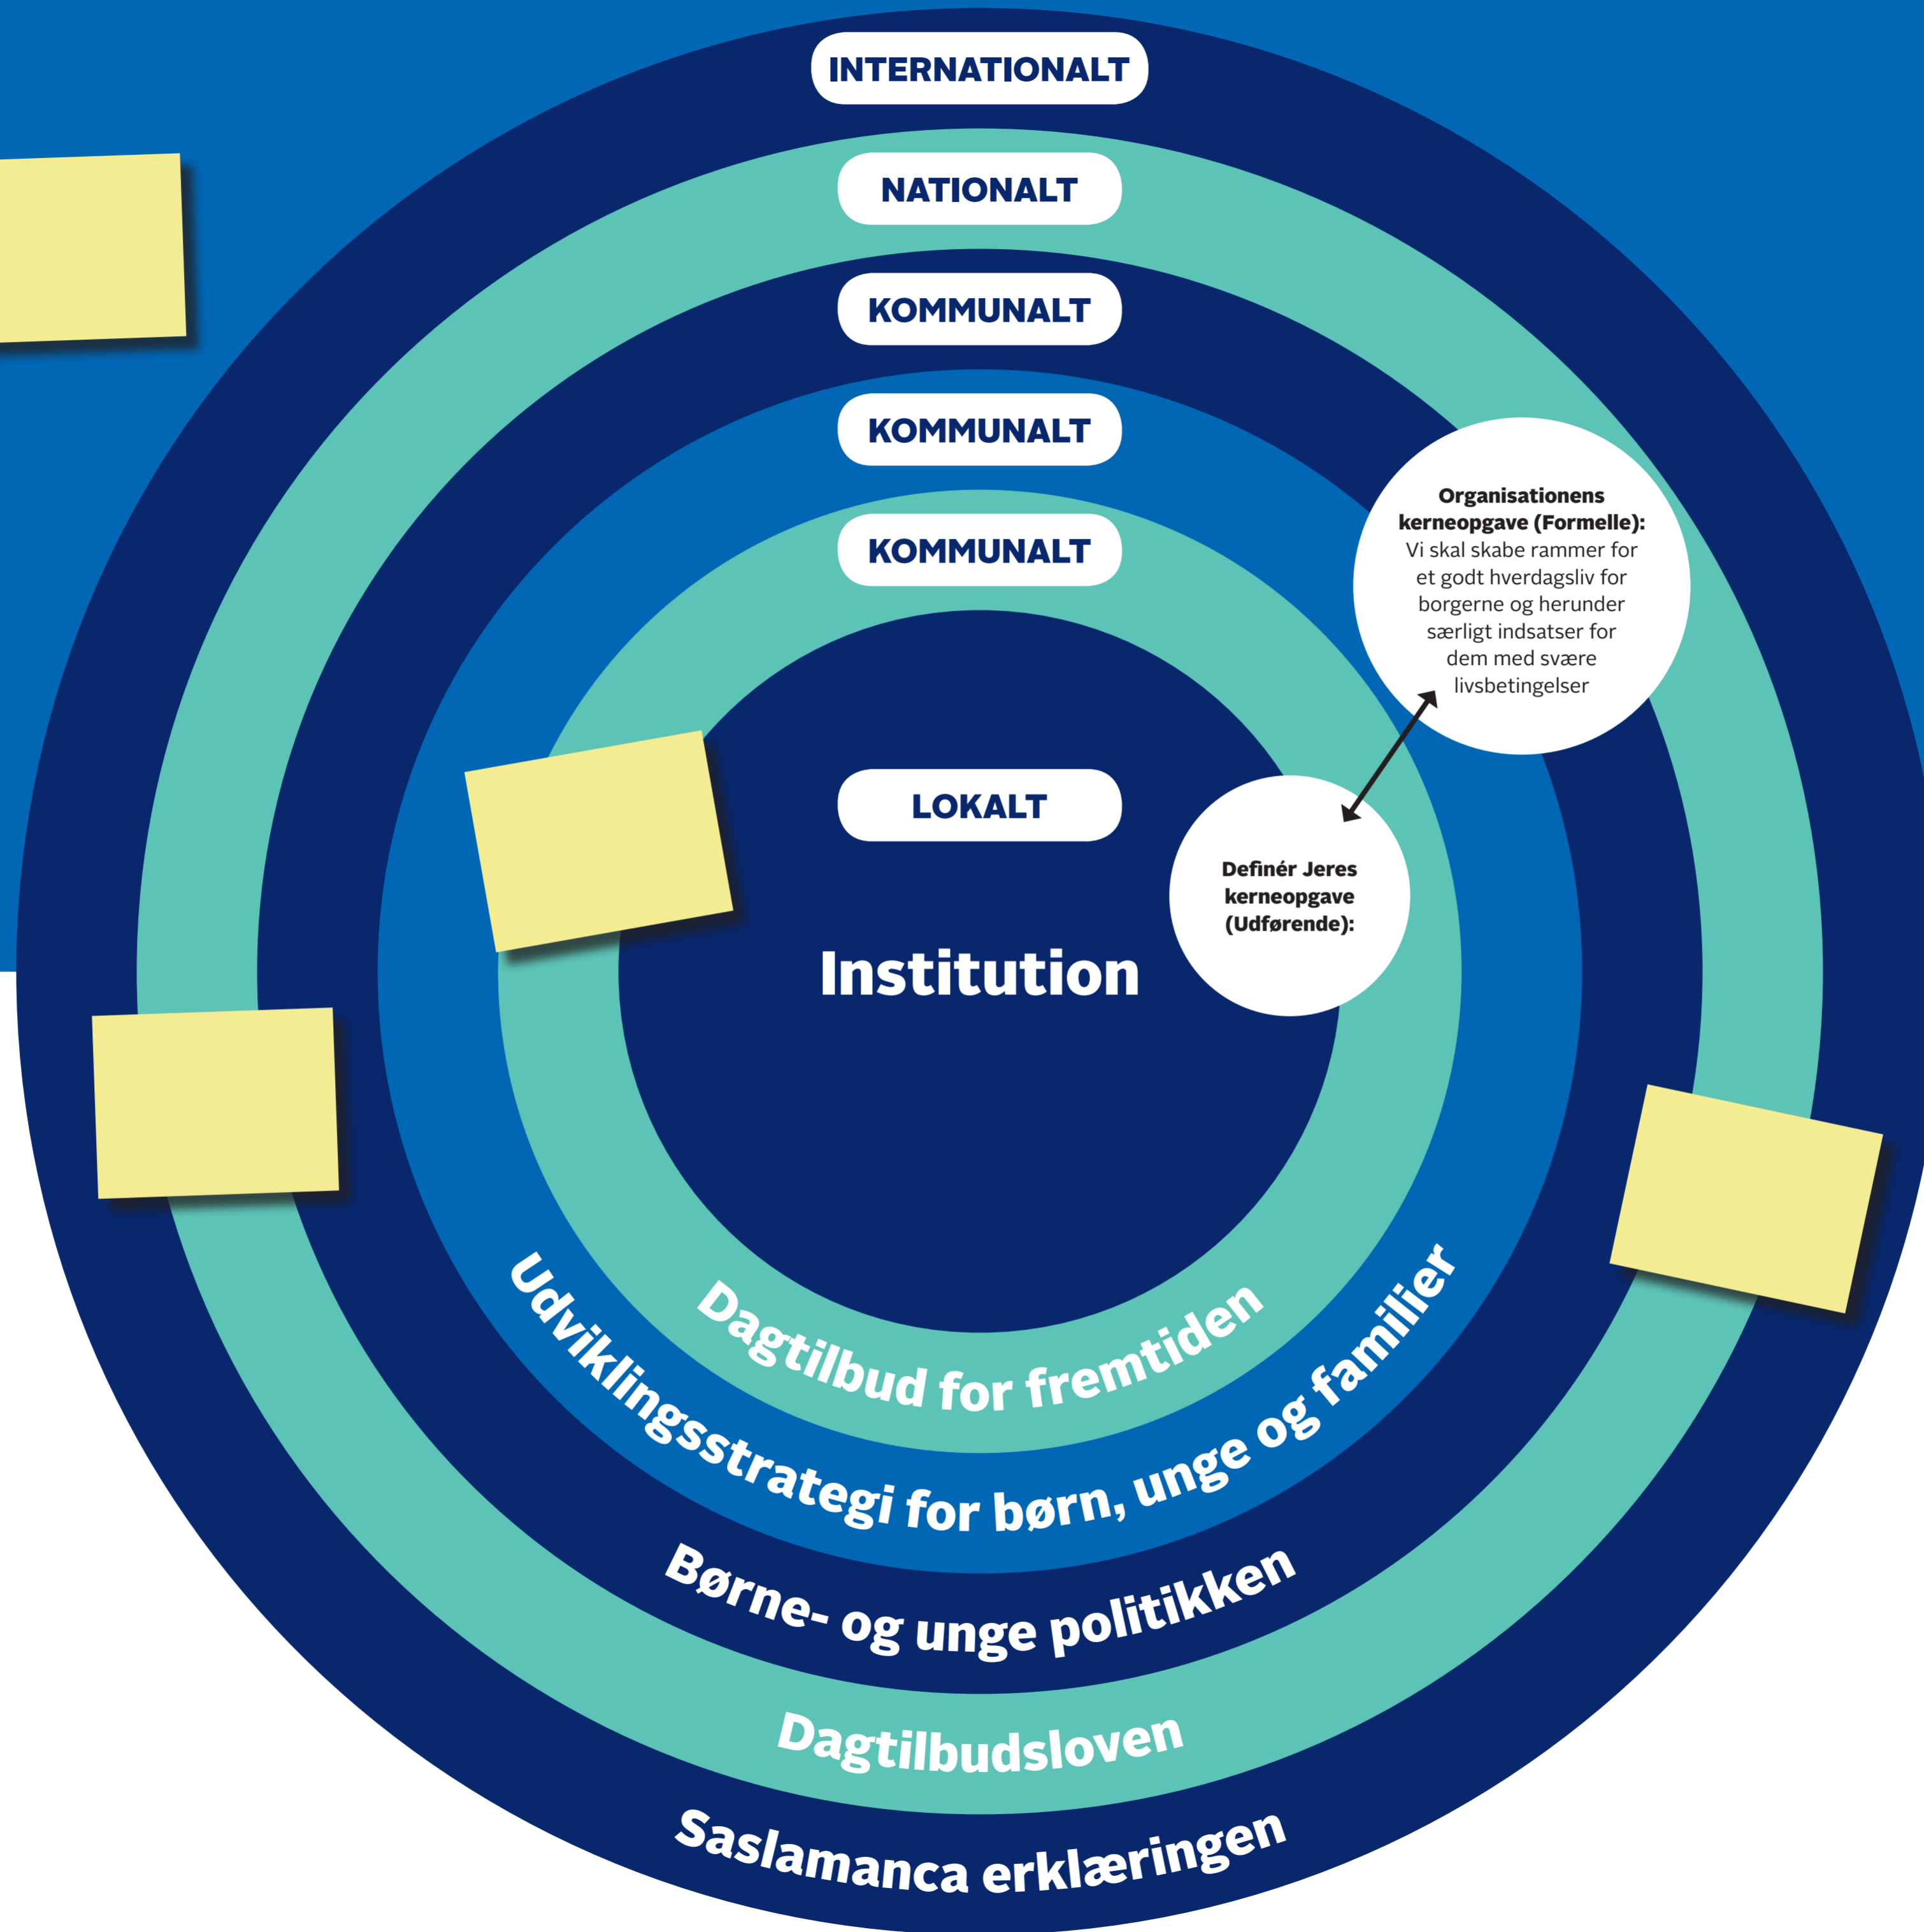 INTERNATIONALT
NATIONALT
KOMMUNALT
KOMMUNALT
KOMMUNALT
Organisationens
kerneopgave (Formelle):
Vi skal skabe rammer for
et godt hverdagsliv for
borgerne og herunder
særligt indsatser for
dem med svære
livsbetingelser
LOKALT
Definér Jeres
kerneopgave
(Udførende):
Institution
Dagtilbud for fremtiden
Udviklingsstrategi for børn, unge og familier
Børne- og unge politikken
Dagtilbudsloven
Saslamanca erklæringen